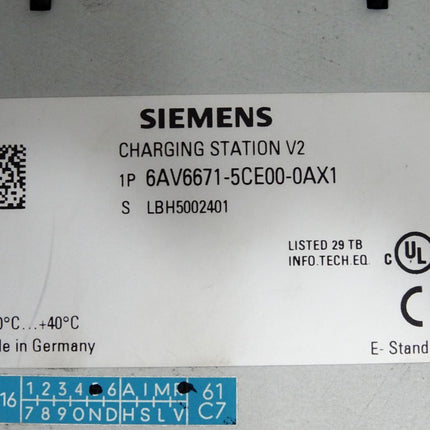 SIEMENS
CHARGING STATION V2
1P 6AV6671-5CE00-0AX1
S LBH5002401
LISTED 29 TB
INFO.TECH.EQ.
C UL
0°C...+40°C
de in Germany
E- Stand
16 1 2 3 4 6 A J M 61
7 8 9 O N D H S L V C7